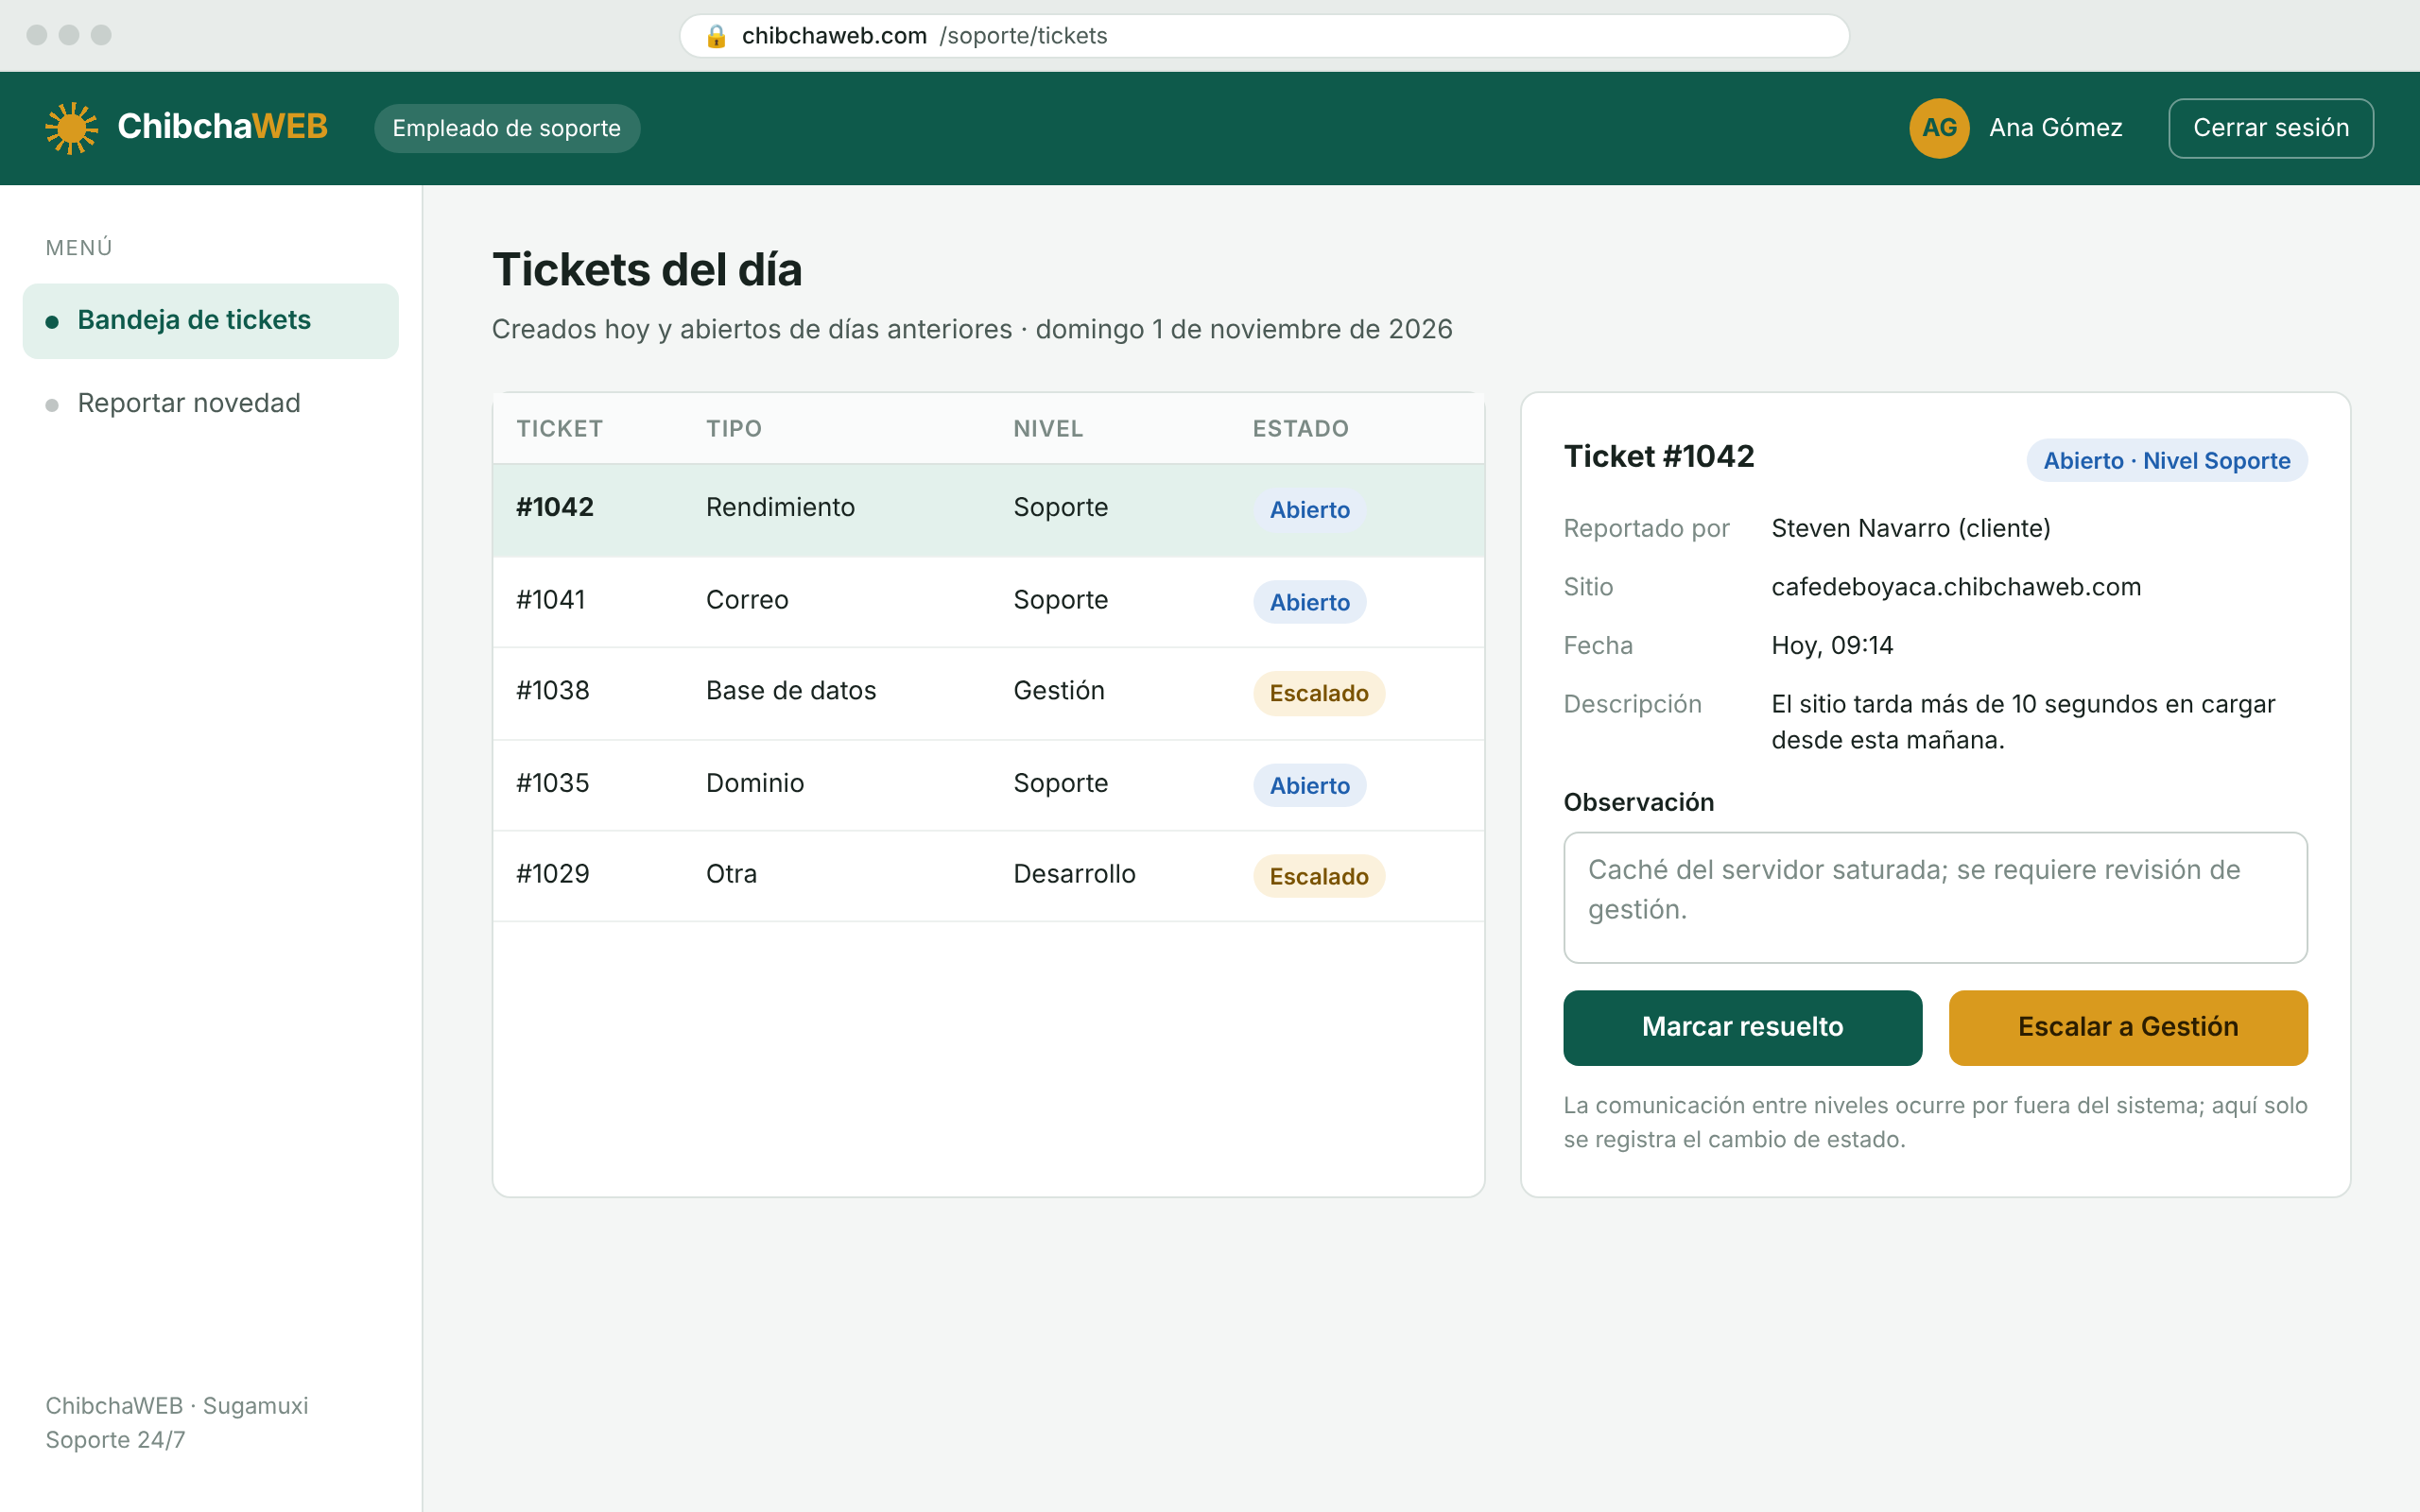 chibchaweb.com /soporte/tickets
ChibchaWEB
Empleado de soporte
AG
Ana Gómez
Cerrar sesión
MENÚ
Bandeja de tickets
Reportar novedad
ChibchaWEB · Sugamuxi
Soporte 24/7
Tickets del día
Creados hoy y abiertos de días anteriores · domingo 1 de noviembre de 2026
TICKET TIPO NIVEL ESTADO
#1042 Rendimiento Soporte Abierto
#1041 Correo Soporte Abierto
#1038 Base de datos Gestión Escalado
#1035 Dominio Soporte Abierto
#1029 Otra Desarrollo Escalado
Ticket #1042
Abierto · Nivel Soporte
Reportado por Steven Navarro (cliente)
Sitio cafedeboyaca.chibchaweb.com
Fecha Hoy, 09:14
Descripción El sitio tarda más de 10 segundos en cargar
desde esta mañana.
Observación
Caché del servidor saturada; se requiere revisión de
gestión.
Marcar resuelto
Escalar a Gestión
La comunicación entre niveles ocurre por fuera del sistema; aquí solo
se registra el cambio de estado.